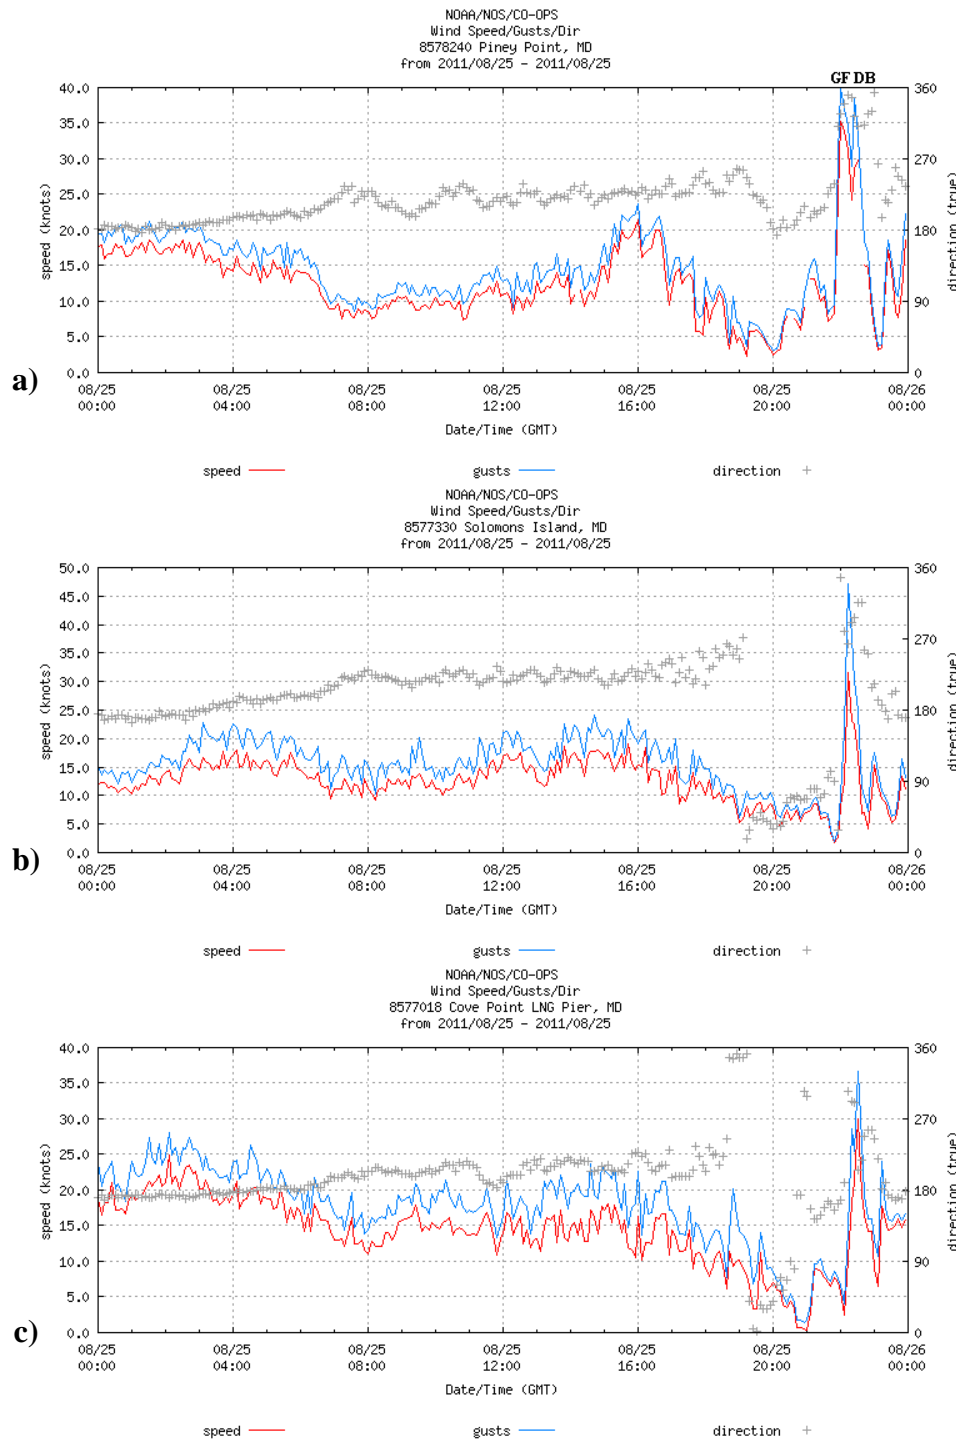 NOAA/NOS/CO-OPS
Wind Speed/Gusts/Dir
8578240 Piney Point, MD
from 2011/08/25 - 2011/08/25
GF DB
40.0
35.0
30.0
25.0
20.0
15.0
10.0
5.0
0.0
speed (knots)
360
270
180
90
0
direction (true)
a)
08/25 08/25 08/25 08/25 08/25 08/25 08/26
00:00 04:00 08:00 12:00 16:00 20:00 00:00
Date/Time (GMT)
speed gusts direction
NOAA/NOS/CO-OPS
Wind Speed/Gusts/Dir
8577330 Solomons Island, MD
from 2011/08/25 - 2011/08/25
50.0
45.0
40.0
35.0
30.0
25.0
20.0
15.0
10.0
5.0
0.0
speed (knots)
360
270
180
90
0
direction (true)
b)
08/25 08/25 08/25 08/25 08/25 08/25 08/26
00:00 04:00 08:00 12:00 16:00 20:00 00:00
Date/Time (GMT)
speed gusts direction
NOAA/NOS/CO-OPS
Wind Speed/Gusts/Dir
8577018 Cove Point LNG Pier, MD
from 2011/08/25 - 2011/08/25
40.0
35.0
30.0
25.0
20.0
15.0
10.0
5.0
0.0
speed (knots)
360
270
180
90
0
direction (true)
c)
08/25 08/25 08/25 08/25 08/25 08/25 08/26
00:00 04:00 08:00 12:00 16:00 20:00 00:00
Date/Time (GMT)
speed gusts direction